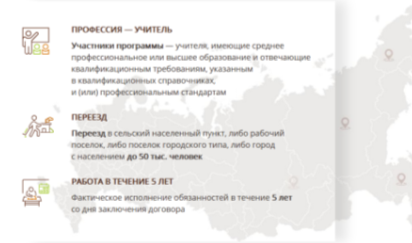 ПРОФЕССИЯ — УЧИТЕЛЬ
Участники программы — учителя, имеющие среднее
профессиональное или высшее образование и отвечающие
квалификационным требованиям, указанным
в квалификационных справочниках,
и (или) профессиональным стандартам
ПЕРЕЕЗД
Переезд в сельский населенный пункт, либо рабочий
поселок, либо поселок городского типа, либо город
с населением до 50 тыс. человек
РАБОТА В ТЕЧЕНИЕ 5 ЛЕТ
Фактическое исполнение обязанностей в течение 5 лет
со дня заключения договора